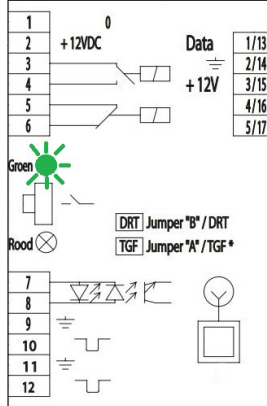 1 0
2 +12VDC Data 1/13
3 2/14
4 +12V 3/15
5 4/16
6 5/17
Groen
DRT Jumper "B" / DRT
Rood TGF Jumper "A" / TGF *
7
8
9
10
11
12